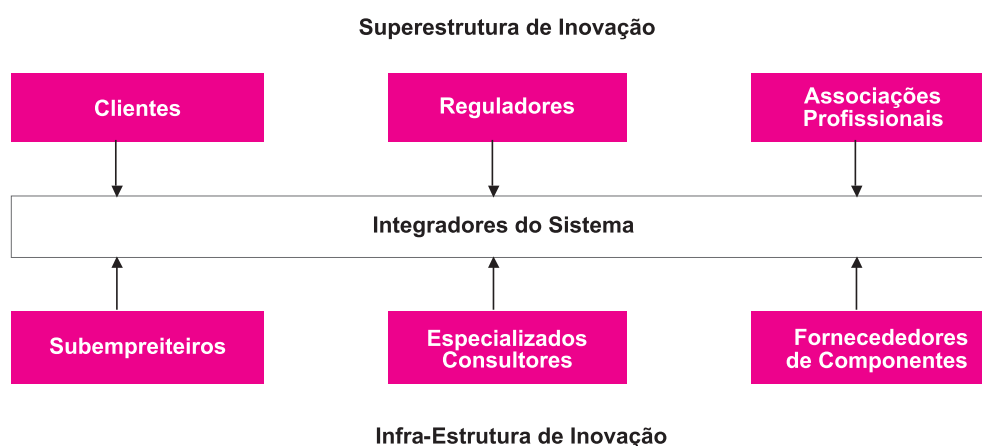 Superestrutura de Inovação
Clientes
Reguladores
Associações
Profissionais
Integradores do Sistema
Subempreiteiros
Especializados
Consultores
Fornecededores
de Componentes
Infra-Estrutura de Inovação